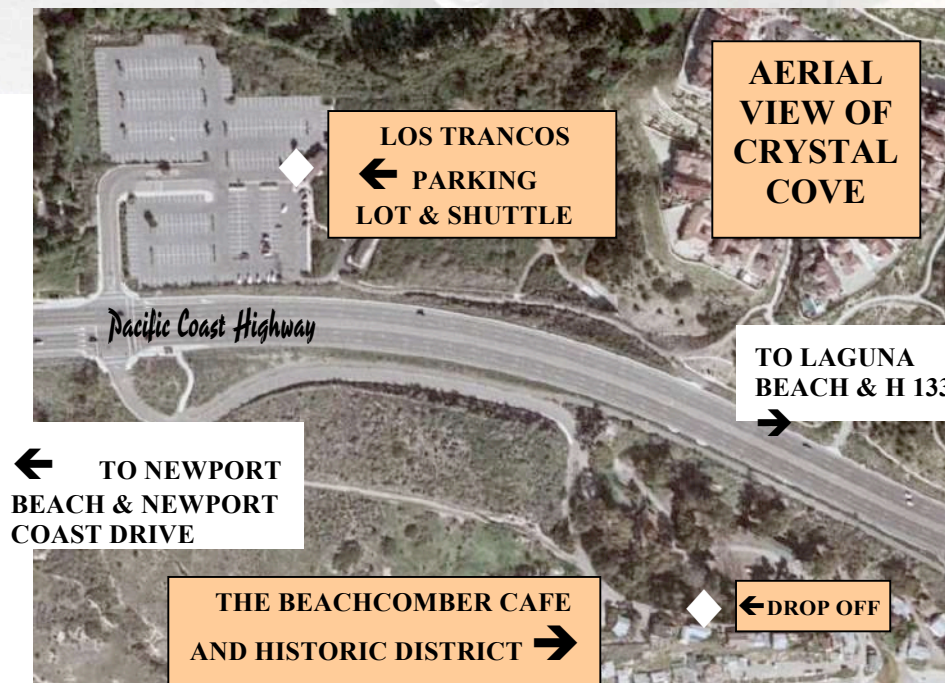 AERIAL
VIEW OF
CRYSTAL
COVE
LOS TRANCOS
← PARKING
LOT & SHUTTLE
Pacific Coast Highway
TO LAGUNA
BEACH & H 133
→
← TO NEWPORT
BEACH & NEWPORT
COAST DRIVE
THE BEACHCOMBER CAFE
AND HISTORIC DISTRICT →
←DROP OFF